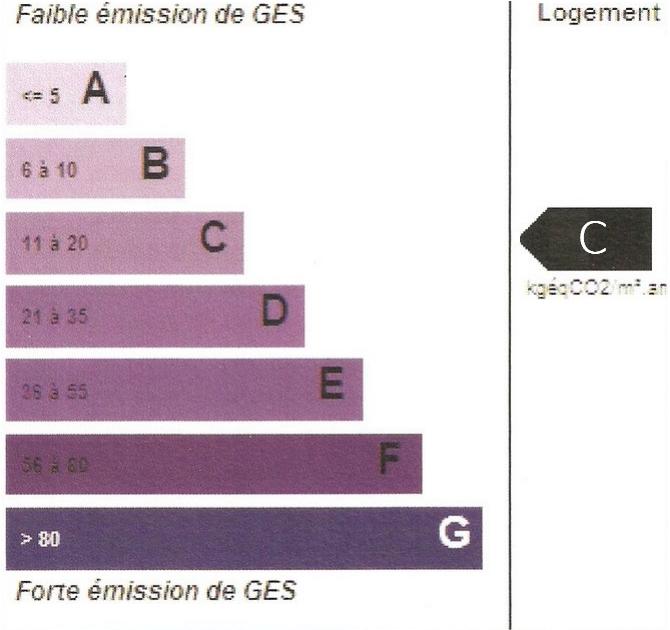 Faible émission de GES
Logement
<= 5 A
6 à 10 B
11 à 20 C
C
kgéqCO2/m².an
21 à 35 D
36 à 55 E
56 à 80 F
> 80 G
Forte émission de GES